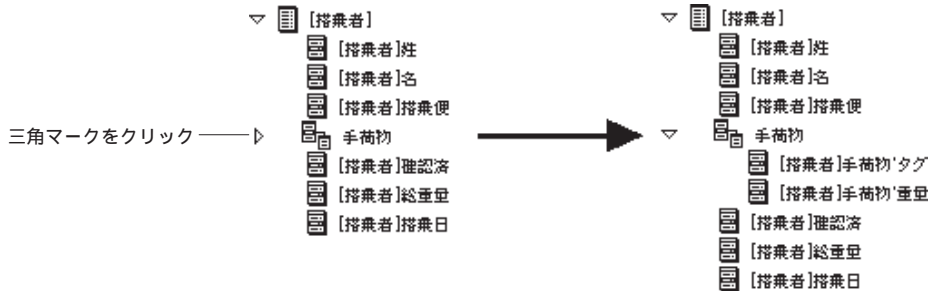 [搭乗者]
[搭乗者]姓
[搭乗者]名
[搭乗者]搭乗便
三角マークをクリック
手荷物
[搭乗者]確認済
[搭乗者]総重量
[搭乗者]搭乗日
[搭乗者]
[搭乗者]姓
[搭乗者]名
[搭乗者]搭乗便
手荷物
[搭乗者]手荷物'タグ
[搭乗者]手荷物'重量
[搭乗者]確認済
[搭乗者]総重量
[搭乗者]搭乗日